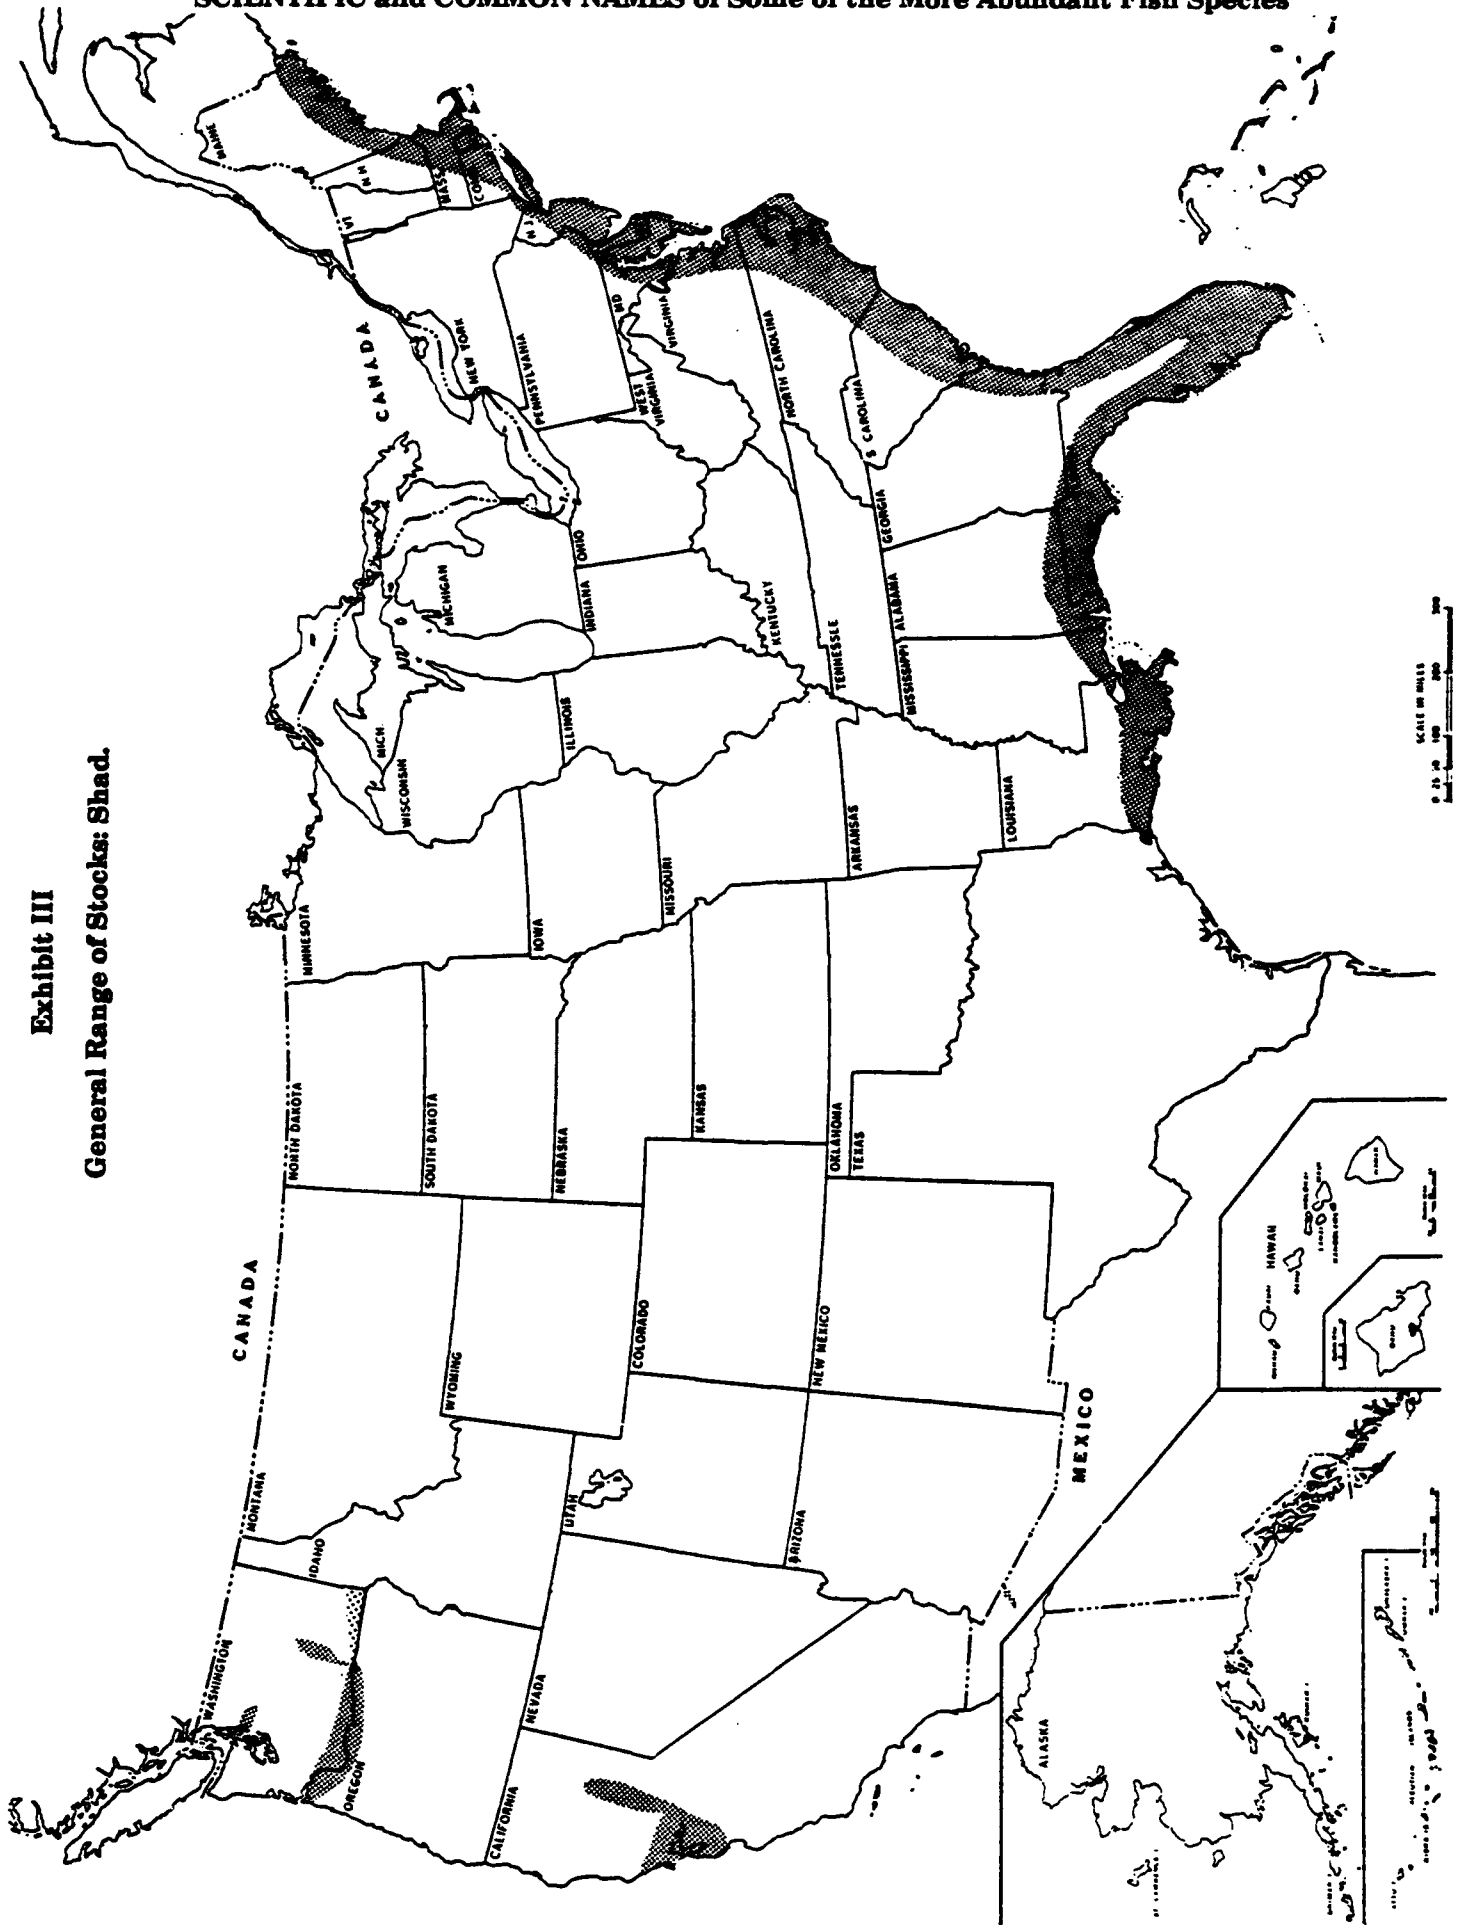 SCIENTIFIC and COMMON NAMES of Some of the More Abundant Fish Species
Exhibit III
General Range of Stocks: Shad.
CANADA
CANADA
MEXICO
WASHINGTON
OREGON
CALIFORNIA
NEVADA
IDAHO
MONTANA
WYOMING
UTAH
COLORADO
ARIZONA
NEW MEXICO
NORTH DAKOTA
SOUTH DAKOTA
NEBRASKA
KANSAS
OKLAHOMA
TEXAS
MINNESOTA
IOWA
MISSOURI
ARKANSAS
LOUISIANA
WISCONSIN
MICH
ILLINOIS
MICHIGAN
INDIANA
OHIO
KENTUCKY
TENNESSEE
MISSISSIPPI
ALABAMA
GEORGIA
S CAROLINA
NORTH CAROLINA
VIRGINIA
WEST
VIRGINIA
MD
PENNSYLVANIA
N J
NEW YORK
VT
N H
MAINE
MASS
ALASKA
HAWAII
SCALE IN MILES